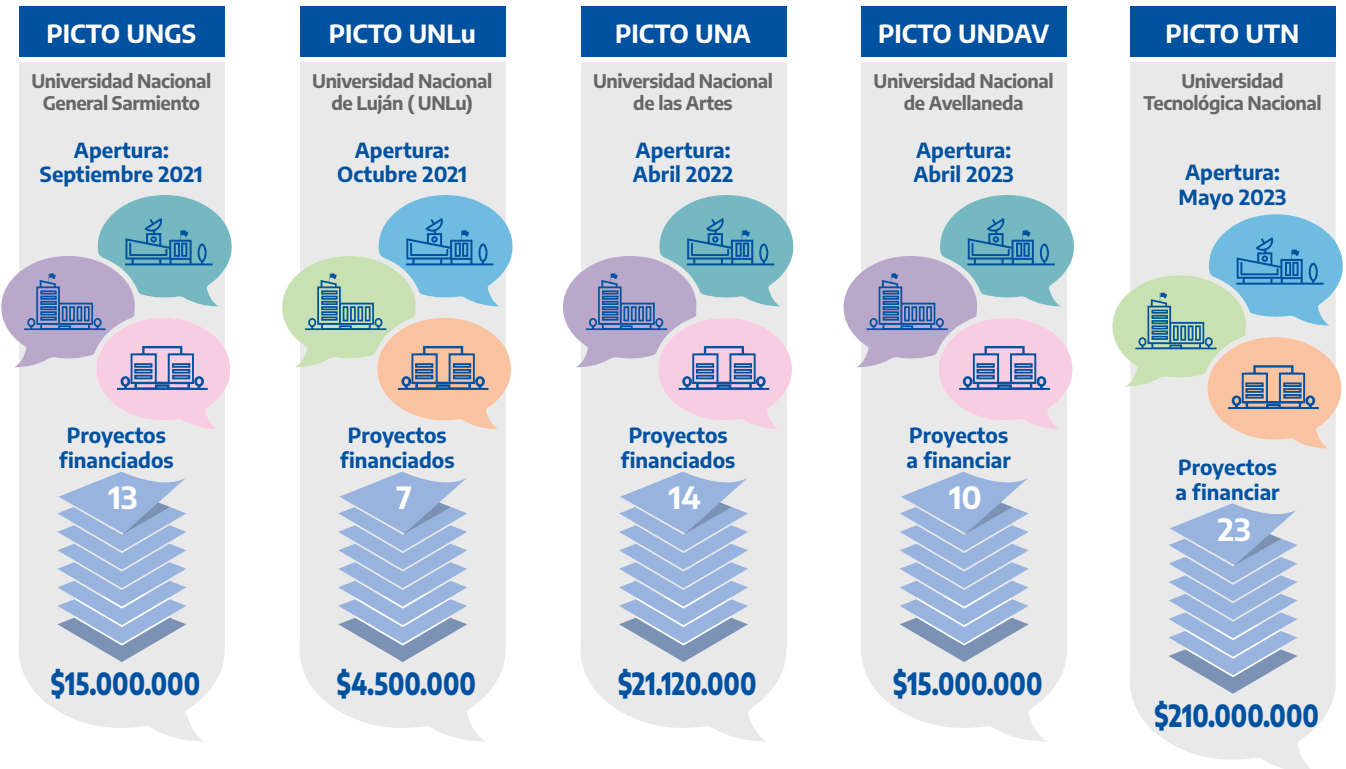 PICTO UNGS
Universidad Nacional
General Sarmiento
Apertura:
Septiembre 2021
Proyectos
financiados
13
$15.000.000
PICTO UNLu
Universidad Nacional
de Luján ( UNLu)
Apertura:
Octubre 2021
Proyectos
financiados
7
$4.500.000
PICTO UNA
Universidad Nacional
de las Artes
Apertura:
Abril 2022
Proyectos
financiados
14
$21.120.000
PICTO UNDAV
Universidad Nacional
de Avellaneda
Apertura:
Abril 2023
Proyectos
a financiar
10
$15.000.000
PICTO UTN
Universidad
Tecnológica Nacional
Apertura:
Mayo 2023
Proyectos
a financiar
23
$210.000.000